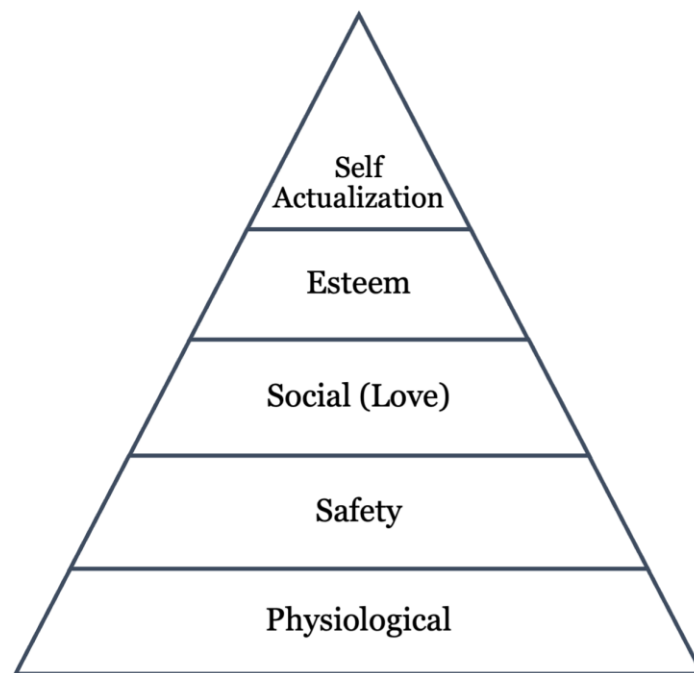 Self
Actualization
Esteem
Social (Love)
Safety
Physiological